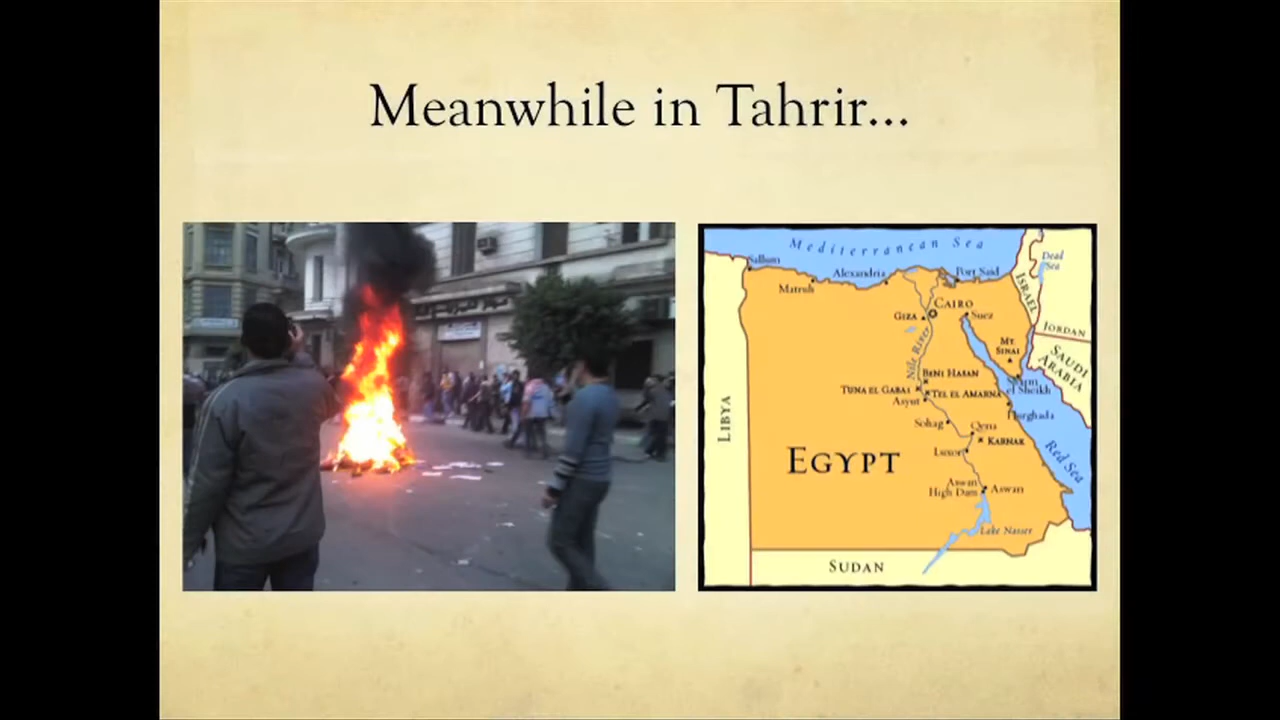 Meanwhile in Tahrir...
Mediterranean Sea
Sallum
Matruh
Alexandria
Port Said
Dead
Sea
ISRAEL
JORDAN
SAUDI
ARABIA
CAIRO
GIZA
Suez
Nile River
MT.
SINAI
BENI HASAN
TUNA EL GABAL
TEL EL AMARNA
Asyut
el Sheikh
Hurghada
Sohag
Qena
KARNAK
Luxor
LIBYA
EGYPT
Red Sea
Aswan
High Dam
Aswan
Lake Nasser
SUDAN